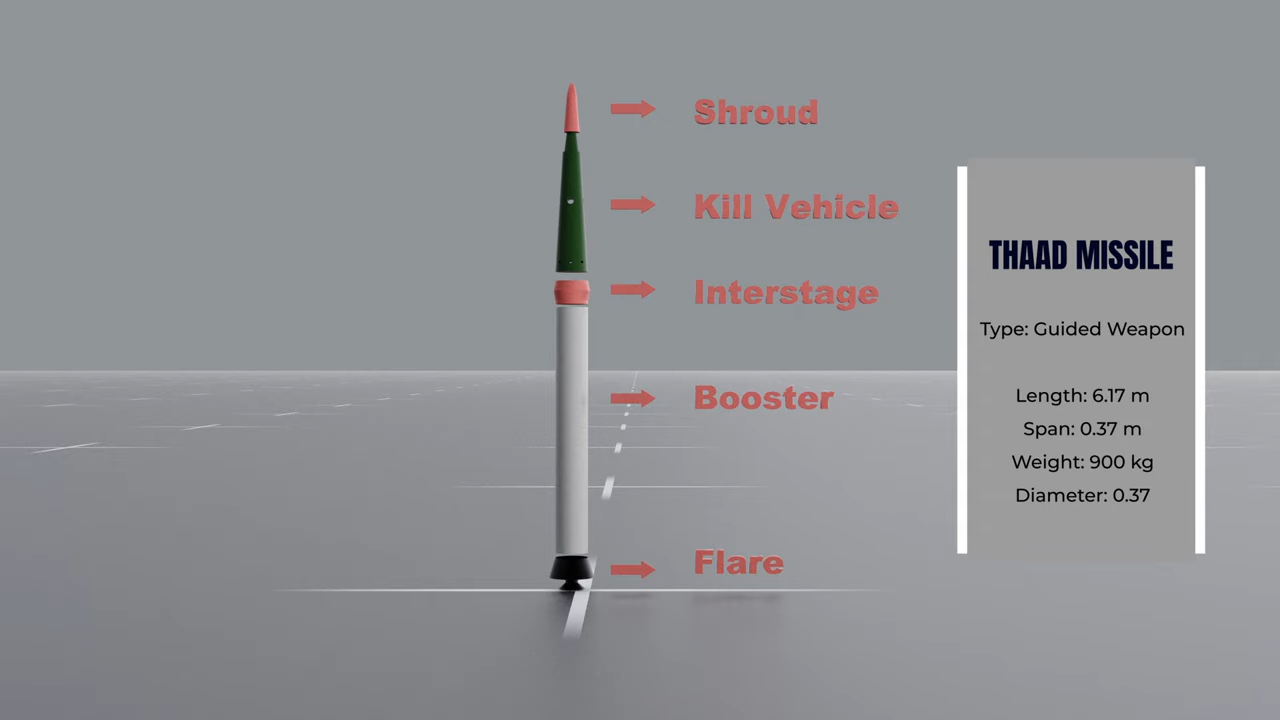 Shroud
Kill Vehicle
Interstage
Booster
Flare
THAAD MISSILE
Type: Guided Weapon
Length: 6.17 m
Span: 0.37 m
Weight: 900 kg
Diameter: 0.37